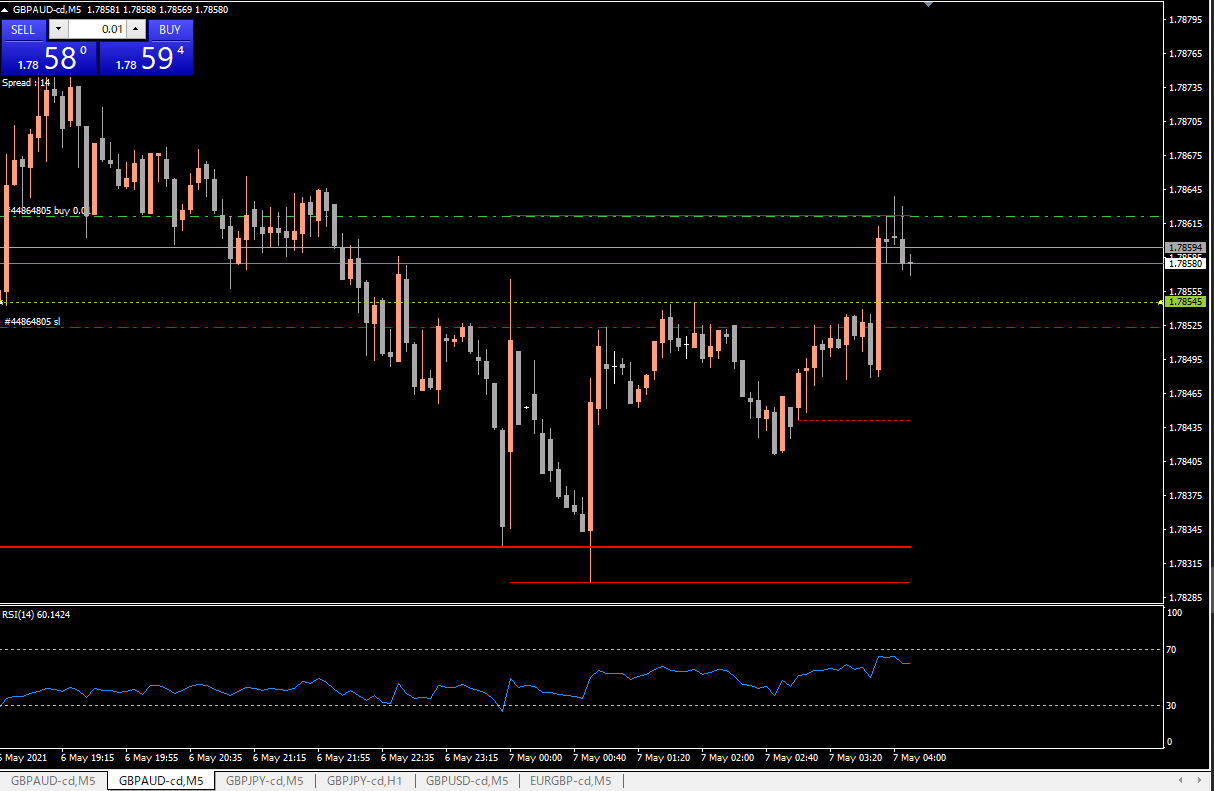 GBPAUD-cd,M5 1.78581 1.78588 1.78569 1.78580
SELL 0.01 BUY
1.78 58 0 1.78 59 4
Spread : 14
#44864805 buy 0.01
#44864805 sl
1.78795
1.78765
1.78735
1.78705
1.78675
1.78645
1.78615
1.78594
1.78585
1.78580
1.78555
1.78545
1.78525
1.78495
1.78465
1.78435
1.78405
1.78375
1.78345
1.78315
1.78285
RSI(14) 60.1424
100
70
30
0
6 May 2021 6 May 19:15 6 May 19:55 6 May 20:35 6 May 21:15 6 May 21:55 6 May 22:35 6 May 23:15 7 May 00:00 7 May 00:40 7 May 01:20 7 May 02:00 7 May 02:40 7 May 03:20 7 May 04:00
GBPAUD-cd,M5 GBPAUD-cd,M5 GBPJPY-cd,M5 GBPJPY-cd,H1 GBPUSD-cd,M5 EURGBP-cd,M5